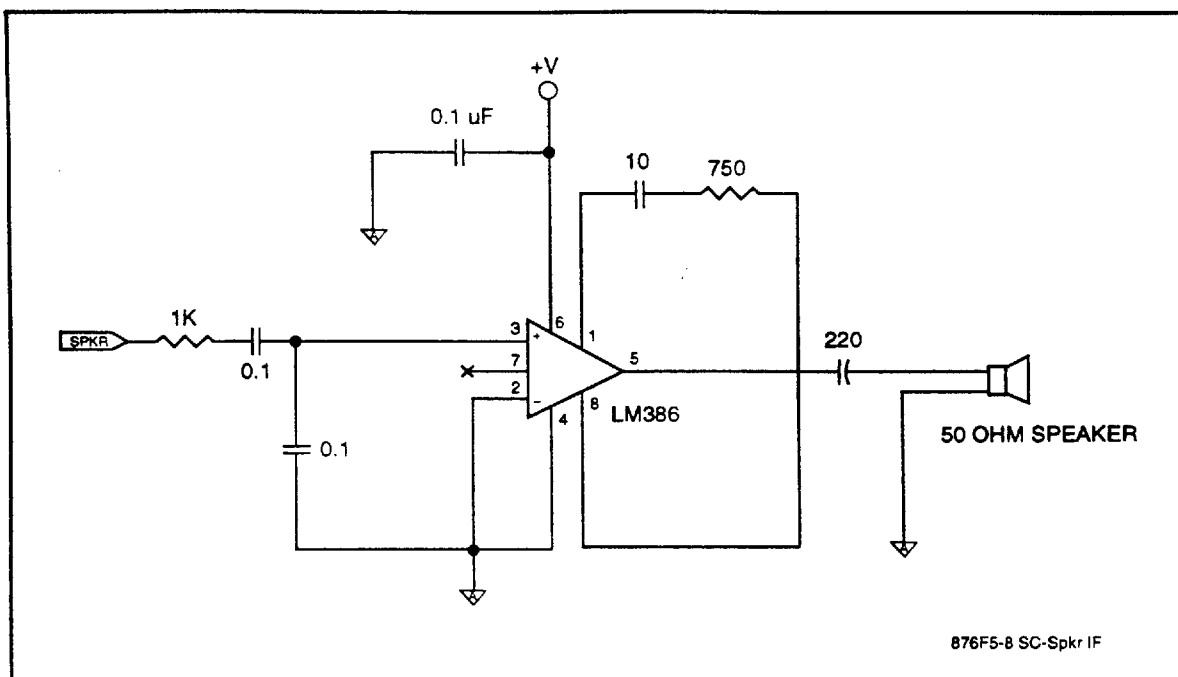 +V
0.1 uF
10
750
SPKR
1K
0.1
3
+
6
1
7
2
−
5
8
4
LM386
220
50 OHM SPEAKER
0.1
A
A
A
876F5-8 SC-Spkr IF